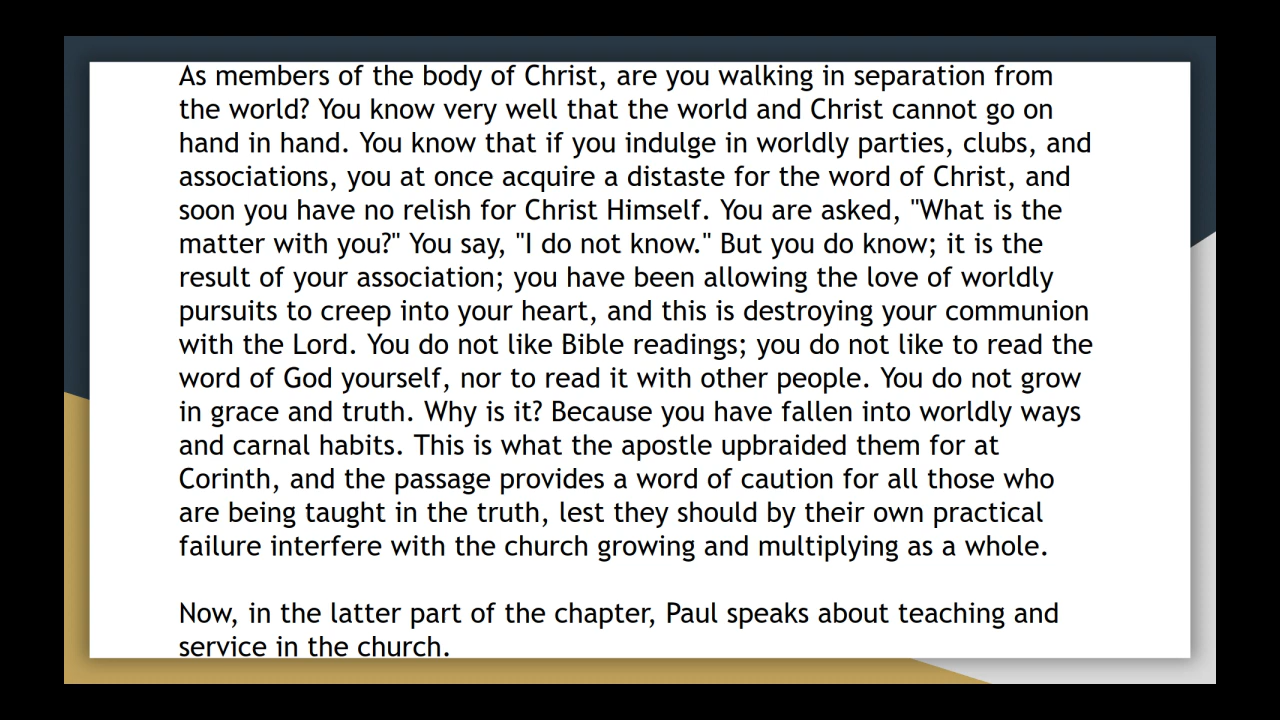 As members of the body of Christ, are you walking in separation from
the world? You know very well that the world and Christ cannot go on
hand in hand. You know that if you indulge in worldly parties, clubs, and
associations, you at once acquire a distaste for the word of Christ, and
soon you have no relish for Christ Himself. You are asked, "What is the
matter with you?" You say, "I do not know." But you do know; it is the
result of your association; you have been allowing the love of worldly
pursuits to creep into your heart, and this is destroying your communion
with the Lord. You do not like Bible readings; you do not like to read the
word of God yourself, nor to read it with other people. You do not grow
in grace and truth. Why is it? Because you have fallen into worldly ways
and carnal habits. This is what the apostle upbraided them for at
Corinth, and the passage provides a word of caution for all those who
are being taught in the truth, lest they should by their own practical
failure interfere with the church growing and multiplying as a whole.

Now, in the latter part of the chapter, Paul speaks about teaching and
service in the church.